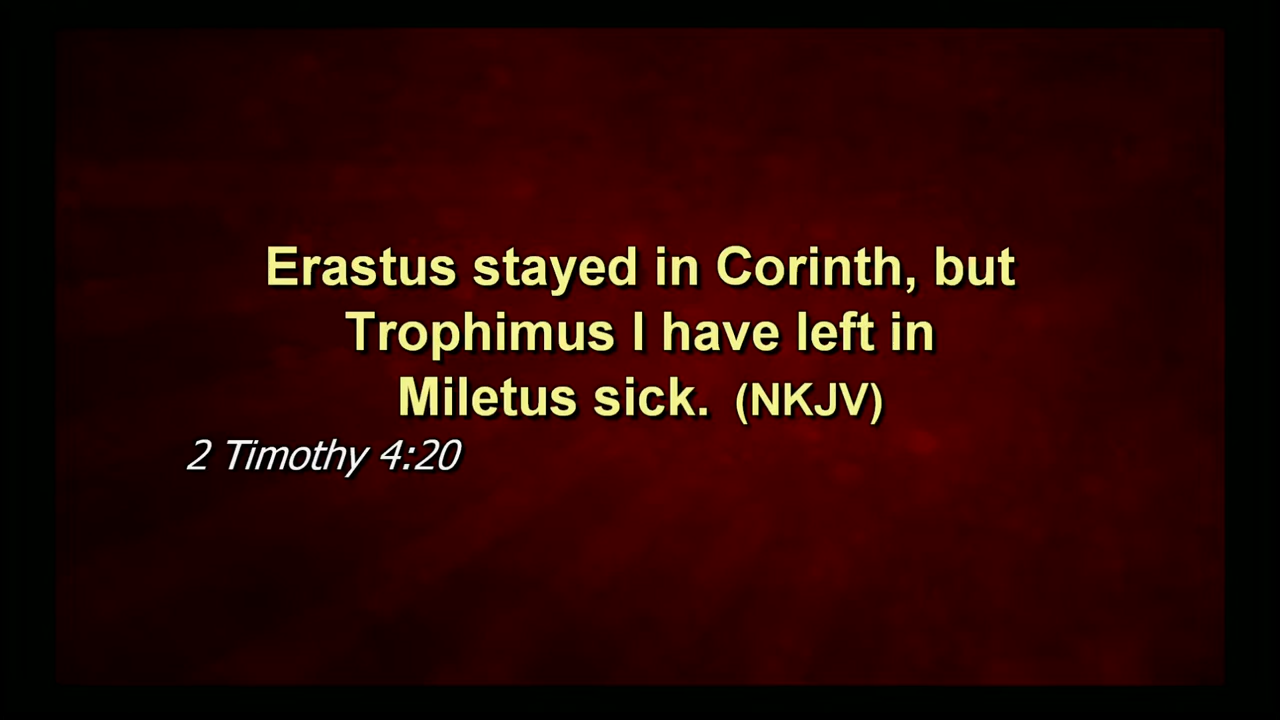 Erastus stayed in Corinth, but
Trophimus I have left in
Miletus sick. (NKJV)
2 Timothy 4:20